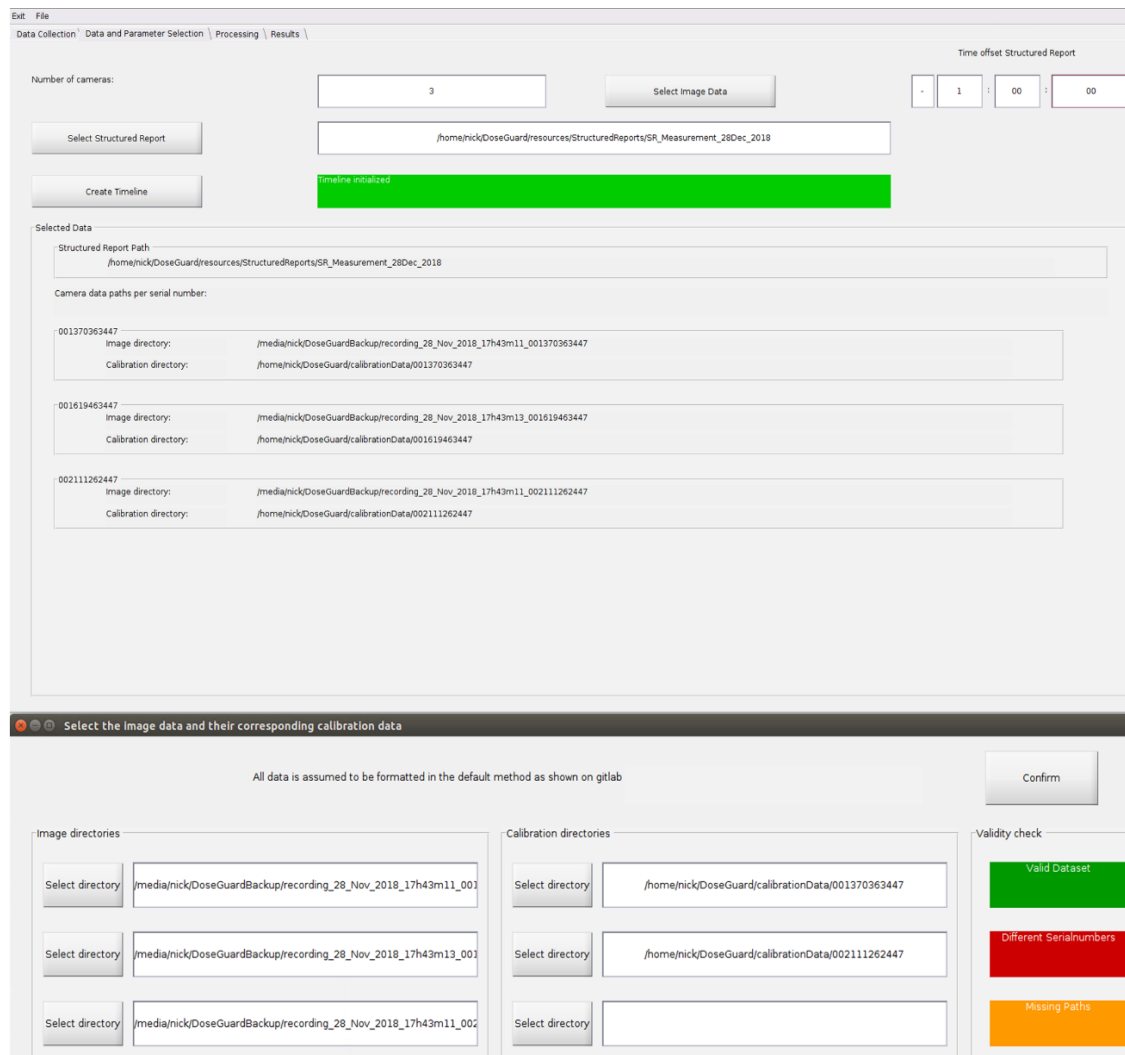 Exit File
Data Collection Data and Parameter Selection Processing Results
Time offset Structured Report
Number of cameras: 3 Select Image Data - 1 : 00 : 00
Select Structured Report /home/nick/DoseGuard/resources/StructuredReports/SR_Measurement_28Dec_2018
Create Timeline Timeline initialized
Selected Data
Structured Report Path
/home/nick/DoseGuard/resources/StructuredReports/SR_Measurement_28Dec_2018
Camera data paths per serial number:
001370363447
Image directory: /media/nick/DoseGuardBackup/recording_28_Nov_2018_17h43m11_001370363447
Calibration directory: /home/nick/DoseGuard/calibrationData/001370363447
001619463447
Image directory: /media/nick/DoseGuardBackup/recording_28_Nov_2018_17h43m13_001619463447
Calibration directory: /home/nick/DoseGuard/calibrationData/001619463447
002111262447
Image directory: /media/nick/DoseGuardBackup/recording_28_Nov_2018_17h43m11_002111262447
Calibration directory: /home/nick/DoseGuard/calibrationData/002111262447
Select the image data and their corresponding calibration data
All data is assumed to be formatted in the default method as shown on gitlab Confirm
Image directories Calibration directories Validity check
Select directory /media/nick/DoseGuardBackup/recording_28_Nov_2018_17h43m11_001 Select directory /home/nick/DoseGuard/calibrationData/001370363447 Valid Dataset
Select directory /media/nick/DoseGuardBackup/recording_28_Nov_2018_17h43m13_001 Select directory /home/nick/DoseGuard/calibrationData/002111262447 Different Serialnumbers
Select directory /media/nick/DoseGuardBackup/recording_28_Nov_2018_17h43m11_002 Select directory Missing Paths